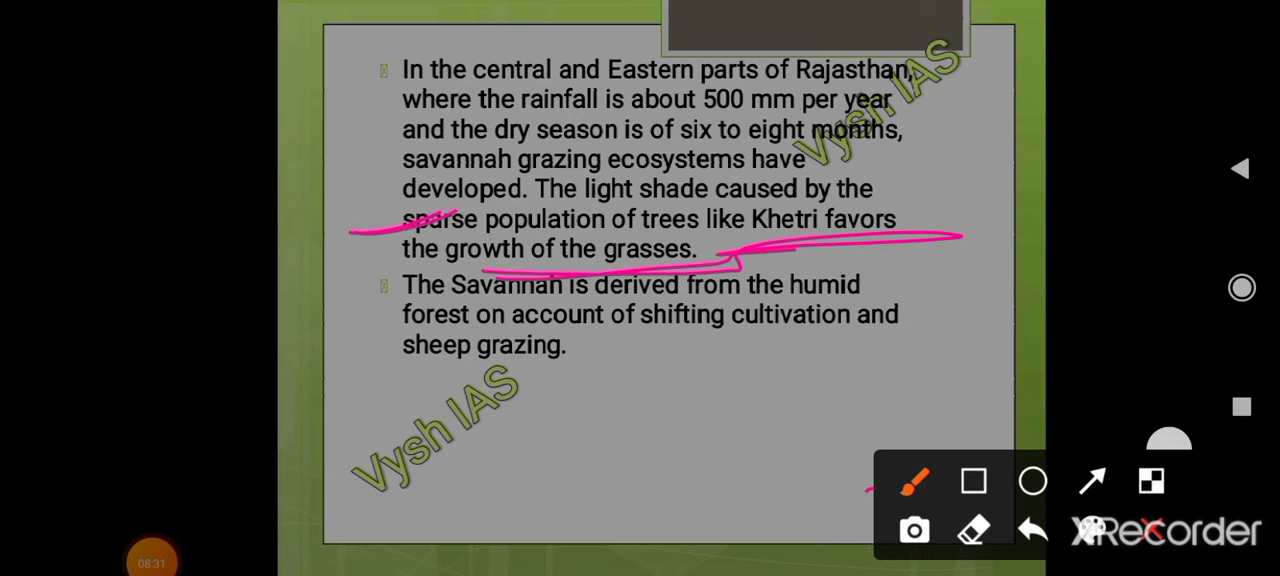 In the central and Eastern parts of Rajasthan,
where the rainfall is about 500 mm per year
and the dry season is of six to eight months,
savannah grazing ecosystems have
developed. The light shade caused by the
sparse population of trees like Khetri favors
the growth of the grasses.
The Savannah is derived from the humid
forest on account of shifting cultivation and
sheep grazing.
Vysh IAS
Vysh IAS
XRecorder
08:31